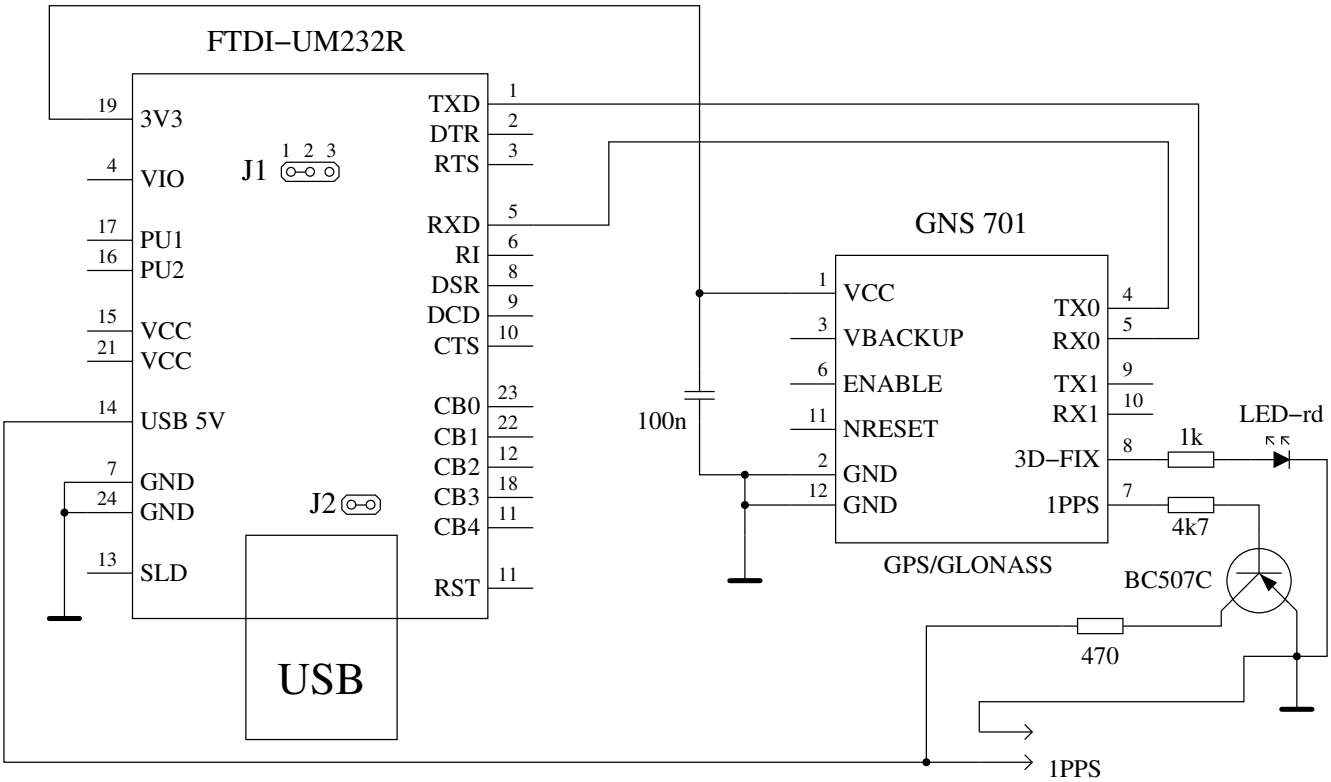 FTDI–UM232R
19 3V3
4 VIO
17 PU1
16 PU2
15 VCC
21 VCC
14 USB 5V
7 GND
24 GND
13 SLD
J1 1 2 3
J2
TXD 1
DTR 2
RTS 3
RXD 5
RI 6
DSR 8
DCD 9
CTS 10
CB0 23
CB1 22
CB2 12
CB3 18
CB4 11
RST 11
USB
100n
GNS 701
1 VCC
3 VBACKUP
6 ENABLE
11 NRESET
2 GND
12 GND
TX0 4
RX0 5
TX1 9
RX1 10
3D–FIX 8
1PPS 7
GPS/GLONASS
1k
LED–rd
4k7
BC507C
470
1PPS